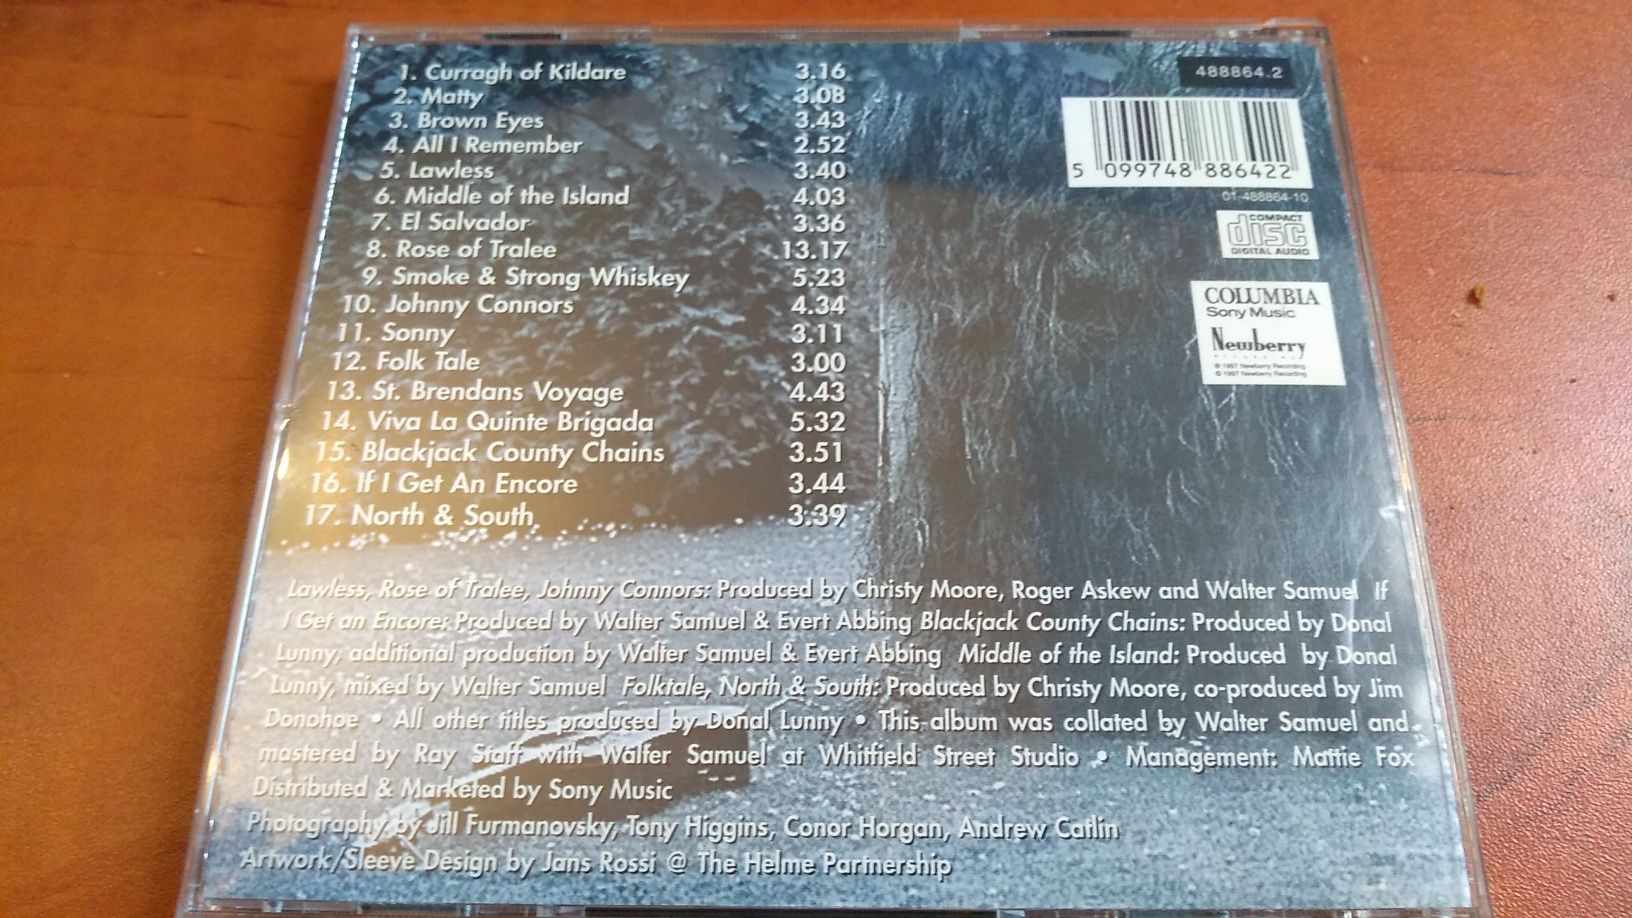 1. Curragh of Kildare 3.16
2. Matty 3.08
3. Brown Eyes 3.43
4. All I Remember 2.52
5. Lawless 3.40
6. Middle of the Island 4.03
7. El Salvador 3.36
8. Rose of Tralee 13.17
9. Smoke & Strong Whiskey 5.23
10. Johnny Connors 4.34
11. Sonny 3.11
12. Folk Tale 3.00
13. St. Brendans Voyage 4.43
14. Viva La Quinte Brigada 5.32
15. Blackjack County Chains 3.51
16. If I Get An Encore 3.44
17. North & South 3.39
488864.2
5 099748 886422
01-488864-10
COMPACT
disc
DIGITAL AUDIO
COLUMBIA
Sony Music
Newberry
℗ 1997 Newberry Recording
© 1997 Newberry Recording
Lawless, Rose of Tralee, Johnny Connors: Produced by Christy Moore, Roger Askew and Walter Samuel If
I Get an Encore: Produced by Walter Samuel & Evert Abbing Blackjack County Chains: Produced by Donal
Lunny, additional production by Walter Samuel & Evert Abbing Middle of the Island: Produced by Donal
Lunny, mixed by Walter Samuel Folktale, North & South: Produced by Christy Moore, co-produced by Jim
Donohoe • All other titles produced by Donal Lunny • This album was collated by Walter Samuel and
mastered by Ray Staff with Walter Samuel at Whitfield Street Studio • Management: Mattie Fox
Distributed & Marketed by Sony Music
Photography by Jill Furmanovsky, Tony Higgins, Conor Horgan, Andrew Catlin
Artwork/Sleeve Design by Jans Rossi @ The Helme Partnership